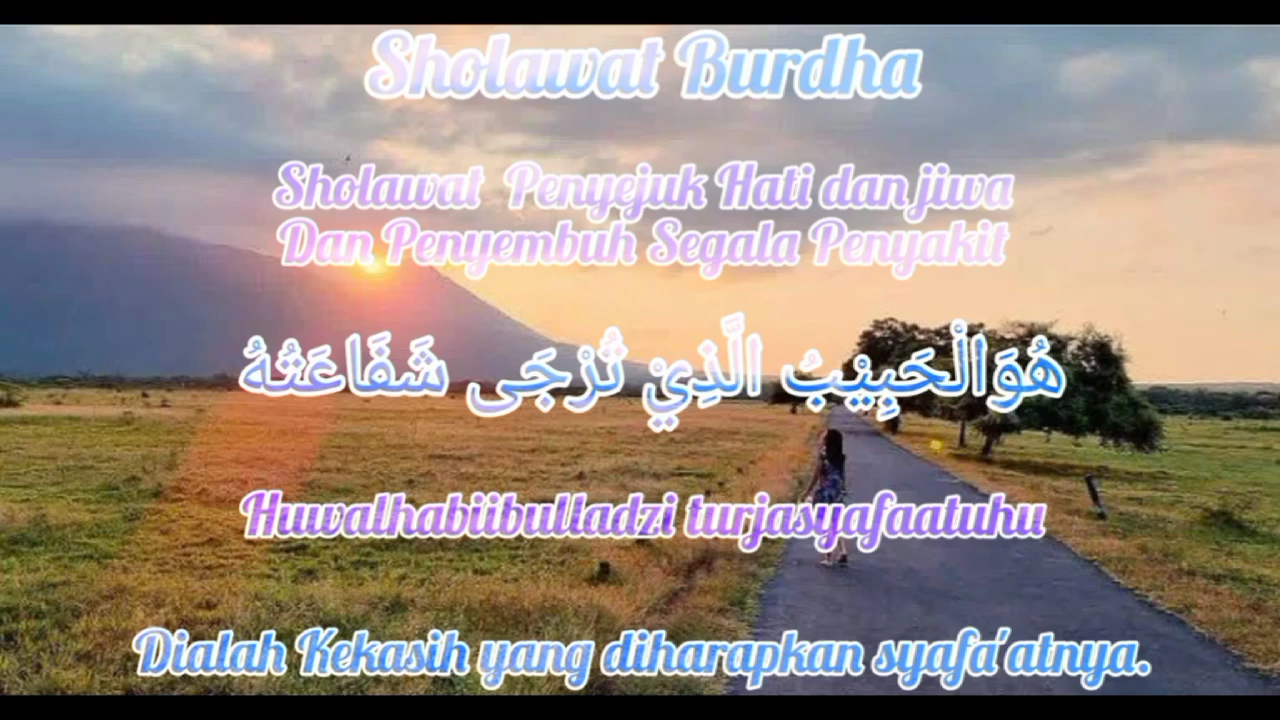 Sholawat Burdha
Sholawat Penyejuk Hati dan jiwa
Dan Penyembuh Segala Penyakit
هُوَالْحَبِيْبُ الَّذِيْ تُرْجَى شَفَاعَتُهُ
Huwalhabiibulladzi turjasyafaatuhu
Dialah Kekasih yang diharapkan syafa'atnya.